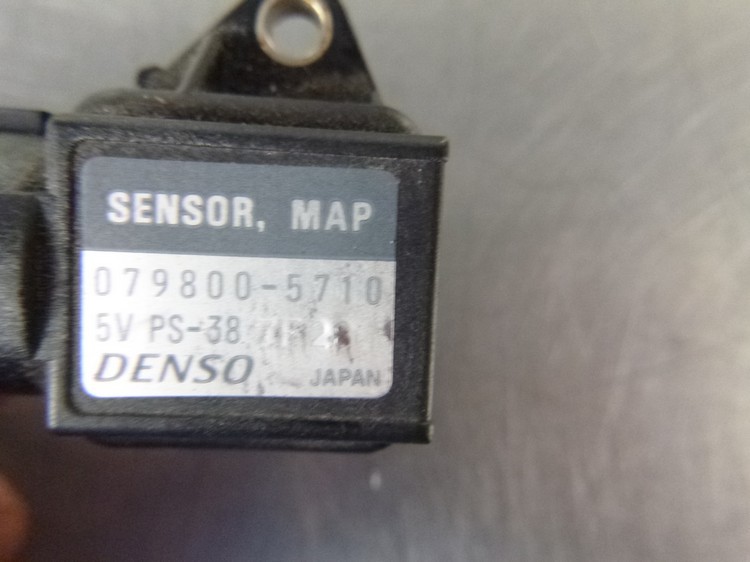 SENSOR, MAP
079800-5710
5V PS-38
DENSO JAPAN